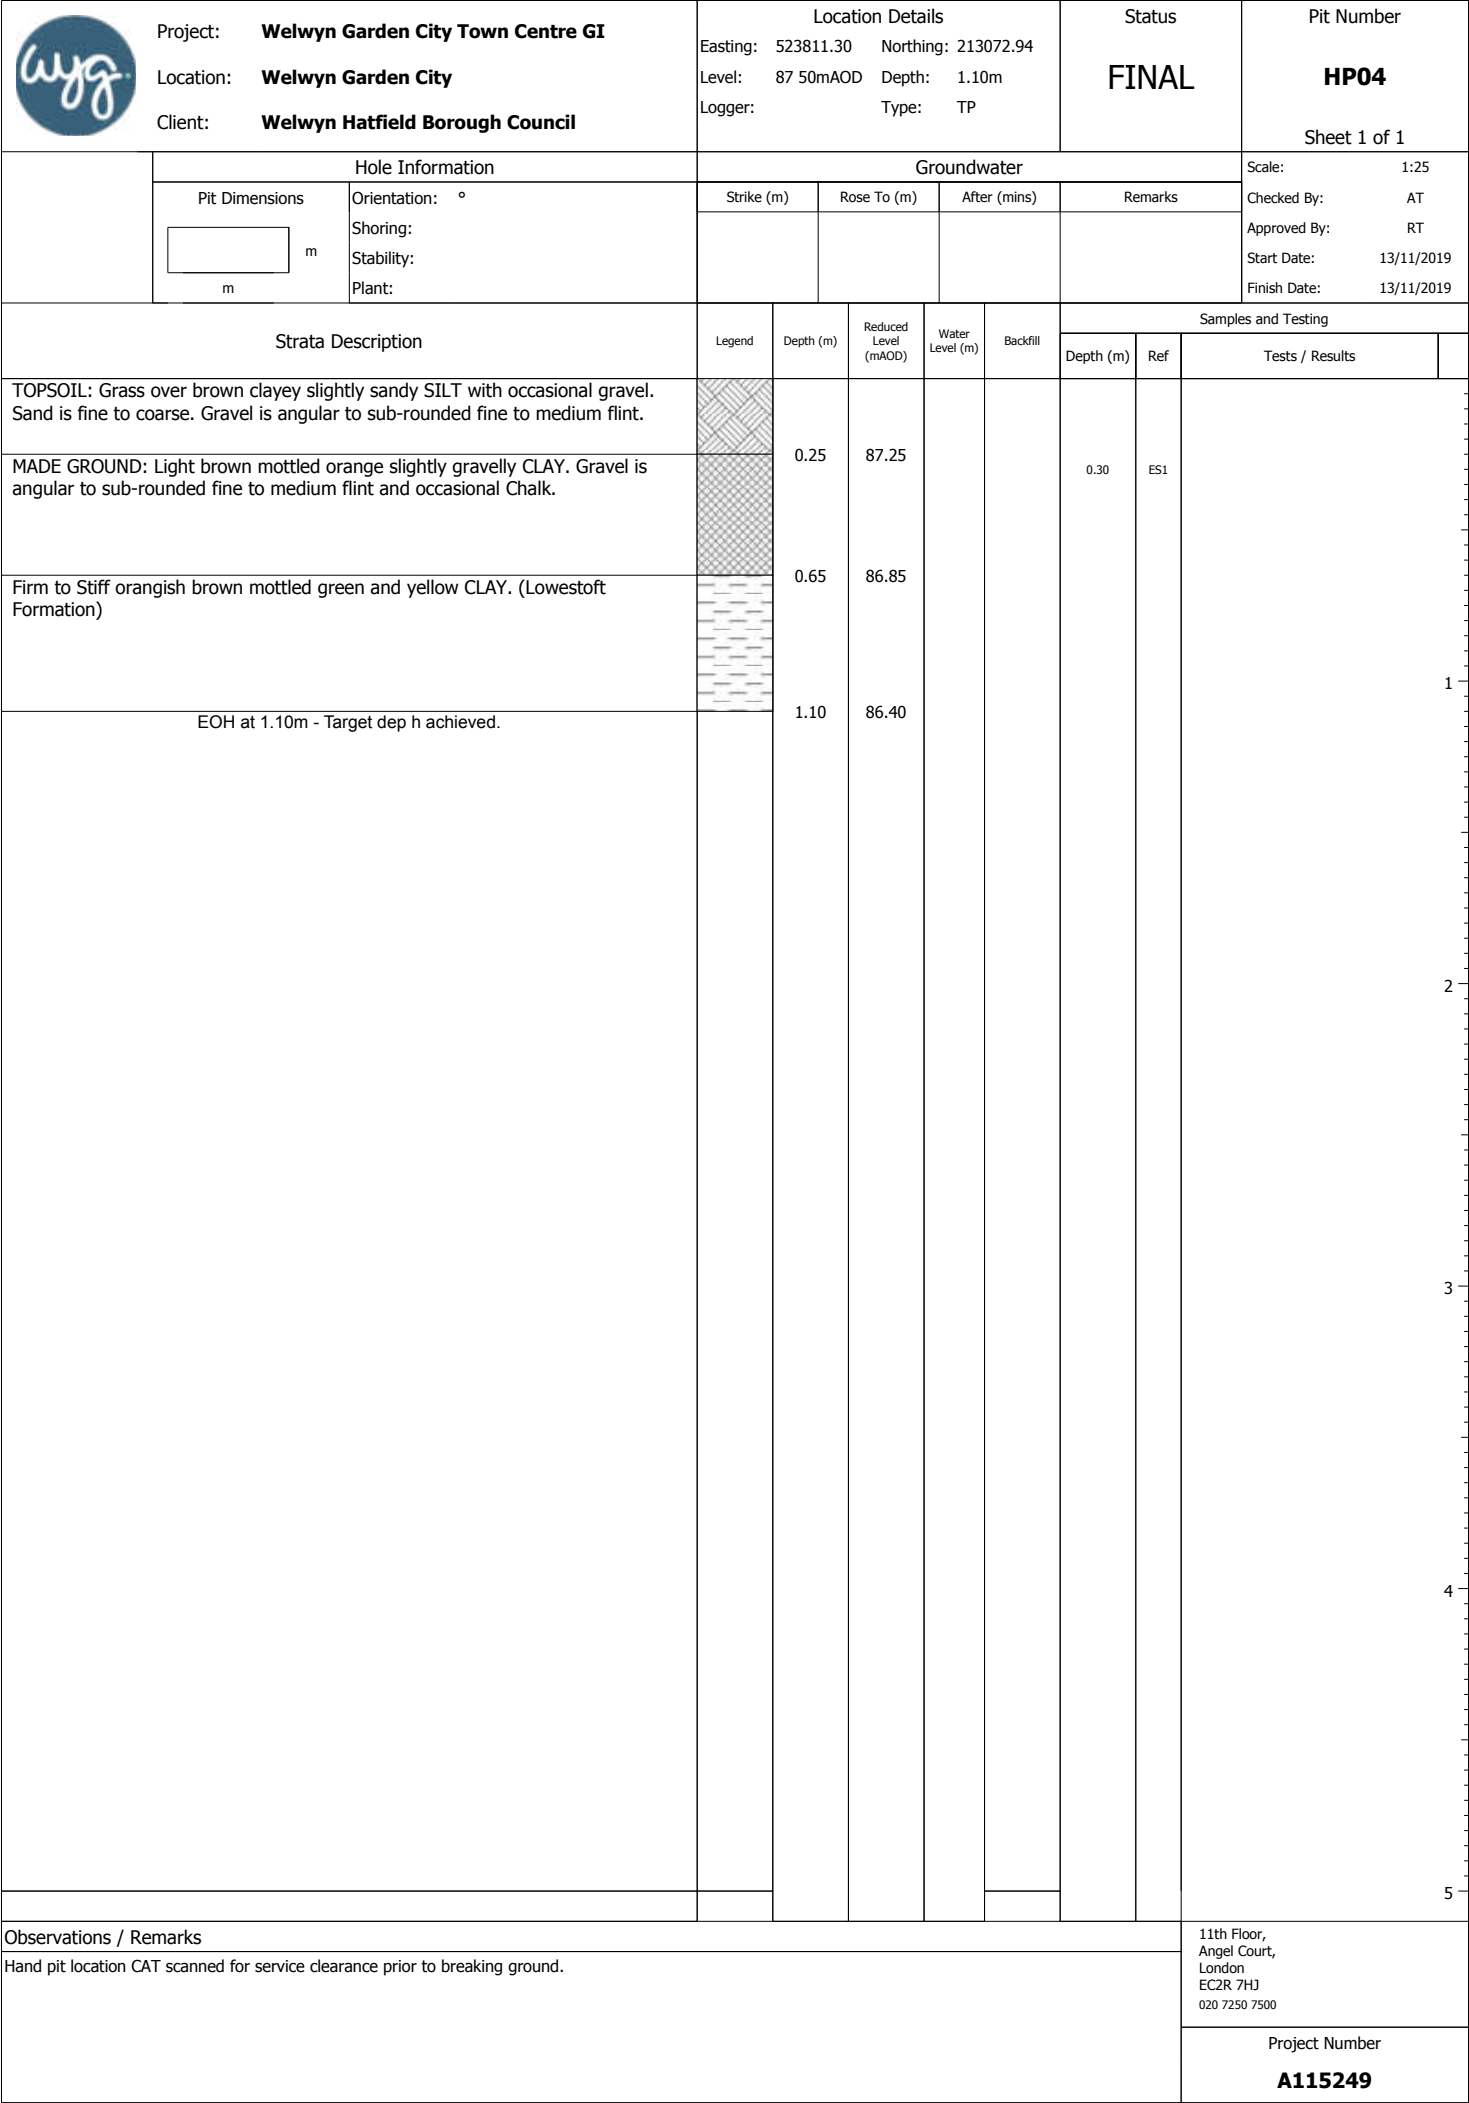 wyg.
Project: Welwyn Garden City Town Centre GI
Location: Welwyn Garden City
Client: Welwyn Hatfield Borough Council
Location Details
Easting: 523811.30 Northing: 213072.94
Level: 87 50mAOD Depth: 1.10m
Logger: Type: TP
Status
FINAL
Pit Number
HP04
Sheet 1 of 1
Hole Information
Pit Dimensions
m
m
Orientation: °
Shoring:
Stability:
Plant:
Groundwater
Strike (m) Rose To (m) After (mins) Remarks
Scale: 1:25
Checked By: AT
Approved By: RT
Start Date: 13/11/2019
Finish Date: 13/11/2019
Strata Description
Legend
Depth (m)
Reduced
Level
(mAOD)
Water
Level (m)
Backfill
Samples and Testing
Depth (m) Ref Tests / Results
TOPSOIL: Grass over brown clayey slightly sandy SILT with occasional gravel.
Sand is fine to coarse. Gravel is angular to sub-rounded fine to medium flint.
0.25 87.25
MADE GROUND: Light brown mottled orange slightly gravelly CLAY. Gravel is
angular to sub-rounded fine to medium flint and occasional Chalk.
0.30 ES1
0.65 86.85
Firm to Stiff orangish brown mottled green and yellow CLAY. (Lowestoft
Formation)
1
1.10 86.40
EOH at 1.10m - Target dep h achieved.
2
3
4
5
Observations / Remarks
Hand pit location CAT scanned for service clearance prior to breaking ground.
11th Floor,
Angel Court,
London
EC2R 7HJ
020 7250 7500
Project Number
A115249